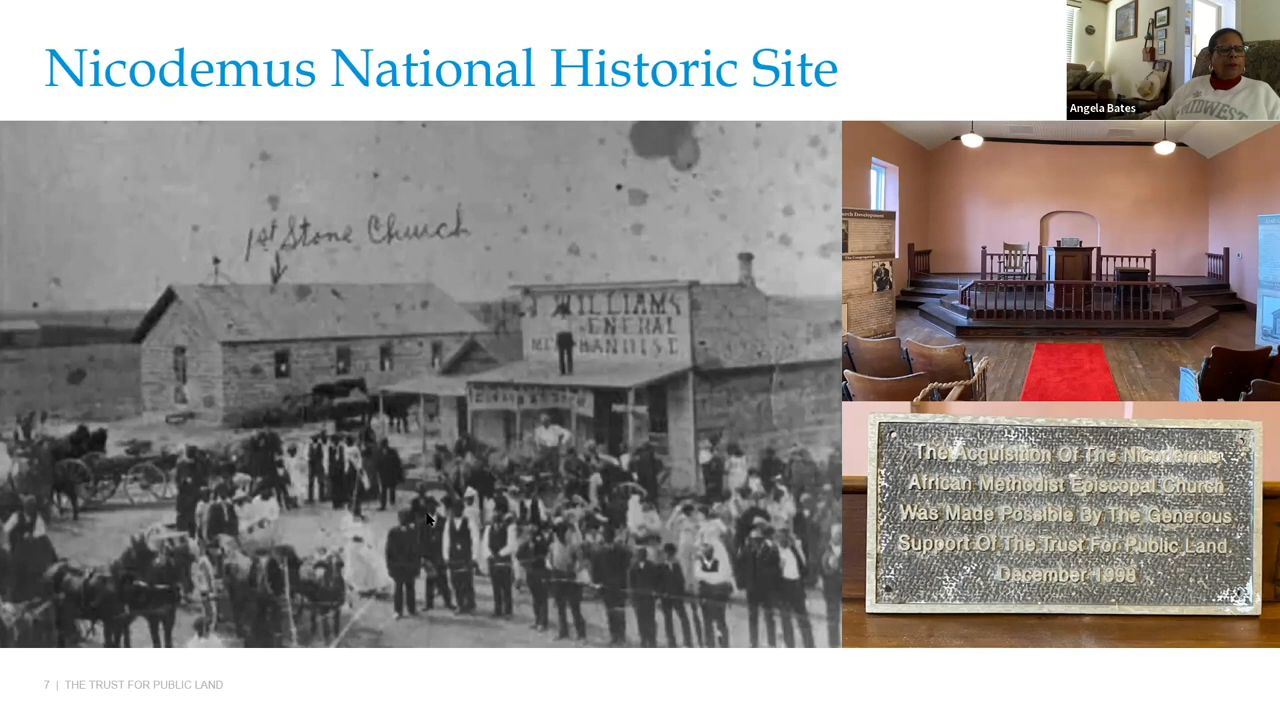 Nicodemus National Historic Site
Angela Bates
MIDWEST
1st Stone Church
WILLIAMS
GENERAL
MERCHANDISE
The Acquisition Of The Nicodemus
African Methodist Episcopal Church
Was Made Possible By The Generous
Support Of The Trust For Public Land,
December 1998
7 | THE TRUST FOR PUBLIC LAND